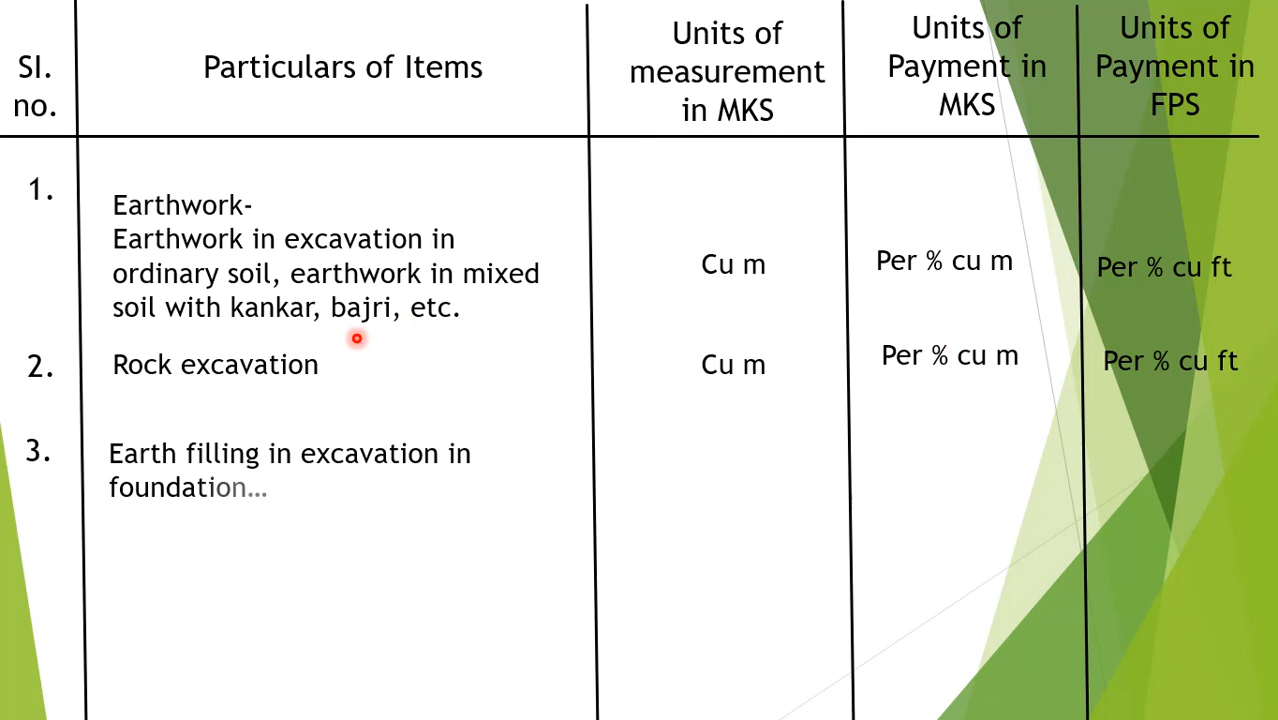 SI.
no.
Particulars of Items
Units of
measurement
in MKS
Units of
Payment in
MKS
Units of
Payment in
FPS
1.
Earthwork-
Earthwork in excavation in
ordinary soil, earthwork in mixed
soil with kankar, bajri, etc.
Cu m
Per % cu m
Per % cu ft
2.
Rock excavation
Cu m
Per % cu m
Per % cu ft
3.
Earth filling in excavation in
foundation…